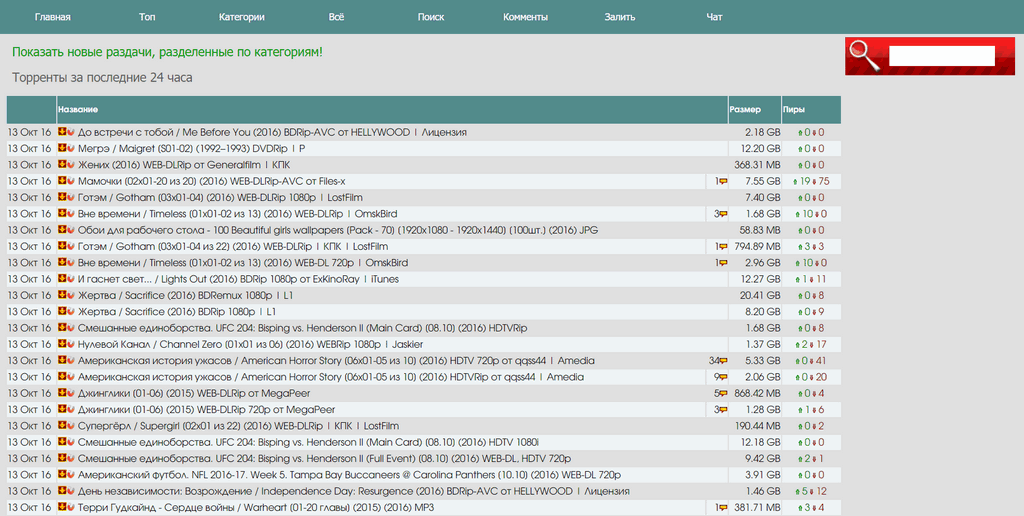 Главная Топ Категории Всё Поиск Комменты Залить Чат
Показать новые раздачи, разделенные по категориям!
Торренты за последние 24 часа
Название Размер Пиры
13 Окт 16 До встречи с тобой / Me Before You (2016) BDRip-AVC от HELLYWOOD | Лицензия 2.18 GB 0 0
13 Окт 16 Мегрэ / Maigret (S01-02) (1992-1993) DVDRip | P 12.20 GB 0 0
13 Окт 16 Жених (2016) WEB-DLRip от Generalfilm | КПК 368.31 MB 0 0
13 Окт 16 Мамочки (02x01-20 из 20) (2016) WEB-DLRip-AVC от Files-x 1 7.55 GB 19 75
13 Окт 16 Готэм / Gotham (03x01-04) (2016) WEB-DLRip 1080p | LostFilm 7.40 GB 0 0
13 Окт 16 Вне времени / Timeless (01x01-02 из 13) (2016) WEB-DLRip | OmskBird 3 1.68 GB 10 0
13 Окт 16 Обои для рабочего стола - 100 Beautiful girls wallpapers (Pack - 70) (1920x1080 - 1920x1440) (100шт.) (2016) JPG 58.83 MB 0 0
13 Окт 16 Готэм / Gotham (03x01-04 из 22) (2016) WEB-DLRip | КПК | LostFilm 1 794.89 MB 3 3
13 Окт 16 Вне времени / Timeless (01x01-02 из 13) (2016) WEB-DL 720p | OmskBird 1 2.96 GB 10 0
13 Окт 16 И гаснет свет... / Lights Out (2016) BDRip 1080p от ExKinoRay | iTunes 12.27 GB 1 11
13 Окт 16 Жертва / Sacrifice (2016) BDRemux 1080p | L1 20.41 GB 0 8
13 Окт 16 Жертва / Sacrifice (2016) BDRip 1080p | L1 8.20 GB 0 9
13 Окт 16 Смешанные единоборства. UFC 204: Bisping vs. Henderson II (Main Card) (08.10) (2016) HDTVRip 1.68 GB 0 8
13 Окт 16 Нулевой Канал / Channel Zero (01x01 из 06) (2016) WEBRip 1080p | Jaskier 1.37 GB 2 17
13 Окт 16 Американская история ужасов / American Horror Story (06x01-05 из 10) (2016) HDTV 720p от qqss44 | Amedia 34 5.33 GB 0 41
13 Окт 16 Американская история ужасов / American Horror Story (06x01-05 из 10) (2016) HDTVRip от qqss44 | Amedia 9 2.06 GB 0 20
13 Окт 16 Джинглики (01-06) (2015) WEB-DLRip от MegaPeer 5 868.42 MB 0 4
13 Окт 16 Джинглики (01-06) (2015) WEB-DLRip 720p от MegaPeer 3 1.28 GB 1 6
13 Окт 16 Супергёрл / Supergirl (02x01 из 22) (2016) WEB-DLRip | КПК | LostFilm 190.44 MB 0 2
13 Окт 16 Смешанные единоборства. UFC 204: Bisping vs. Henderson II (Main Card) (08.10) (2016) HDTV 1080i 12.18 GB 0 0
13 Окт 16 Смешанные единоборства. UFC 204: Bisping vs. Henderson II (Full Event) (08.10) (2016) WEB-DL, HDTV 720p 9.42 GB 2 1
13 Окт 16 Американский футбол. NFL 2016-17. Week 5. Tampa Bay Buccaneers @ Carolina Panthers (10.10) (2016) WEB-DL 720p 3.91 GB 0 0
13 Окт 16 День независимости: Возрождение / Independence Day: Resurgence (2016) BDRip-AVC от HELLYWOOD | Лицензия 1.46 GB 5 12
13 Окт 16 Терри Гудкайнд - Сердце войны / Warheart (01-20 главы) (2015) (2016) MP3 1 381.71 MB 3 4